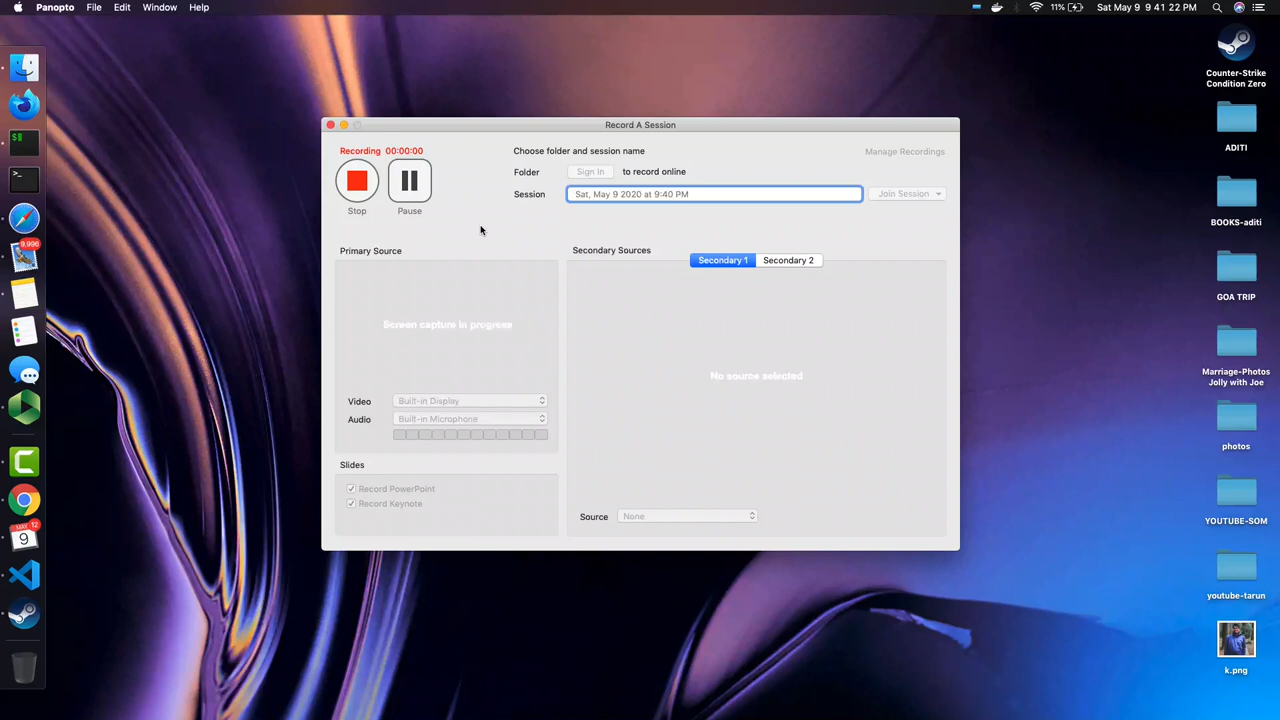 Panopto File Edit Window Help
11% Sat May 9 9 41 22 PM
Record A Session
Recording 00:00:00
Stop
Pause
Choose folder and session name
Manage Recordings
Folder Sign In to record online
Session Sat, May 9 2020 at 9:40 PM Join Session
Primary Source
Screen capture in progress
Video Built-in Display
Audio Built-in Microphone
Slides
Record PowerPoint
Record Keynote
Secondary Sources
Secondary 1 Secondary 2
No source selected
Source None
9,996
MAY 12
9
$
>_
C
Counter-Strike
Condition Zero
ADITI
BOOKS-aditi
GOA TRIP
Marriage-Photos
Jolly with Joe
photos
YOUTUBE-SOM
youtube-tarun
k.png